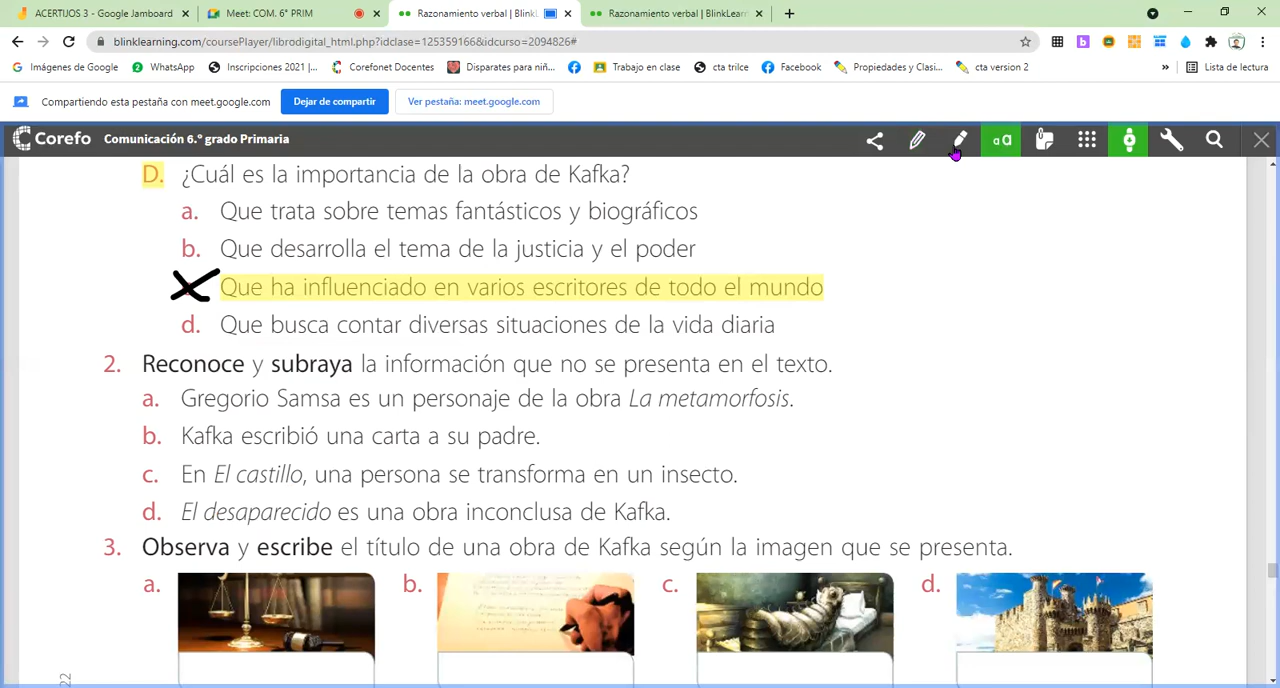 ACERTIJOS 3 - Google Jamboard
Meet: COM. 6° PRIM
Razonamiento verbal | BlinkL
Razonamiento verbal | BlinkLear
blinklearning.com/coursePlayer/librodigital_html.php?idclase=125359166&idcurso=2094826#
Imágenes de Google
WhatsApp
Inscripciones 2021 |...
Corefonet Docentes
Disparates para niñ...
Trabajo en clase
cta trilce
Facebook
Propiedades y Clasi...
cta version 2
»
Lista de lectura
Compartiendo esta pestaña con meet.google.com
Dejar de compartir
Ver pestaña: meet.google.com
Corefo
Comunicación 6.º grado Primaria
aa
D. ¿Cuál es la importancia de la obra de Kafka?
a. Que trata sobre temas fantásticos y biográficos
b. Que desarrolla el tema de la justicia y el poder
Que ha influenciado en varios escritores de todo el mundo
d. Que busca contar diversas situaciones de la vida diaria
2. Reconoce y subraya la información que no se presenta en el texto.
a. Gregorio Samsa es un personaje de la obra La metamorfosis.
b. Kafka escribió una carta a su padre.
c. En El castillo, una persona se transforma en un insecto.
d. El desaparecido es una obra inconclusa de Kafka.
3. Observa y escribe el título de una obra de Kafka según la imagen que se presenta.
a.
b.
c.
d.
22